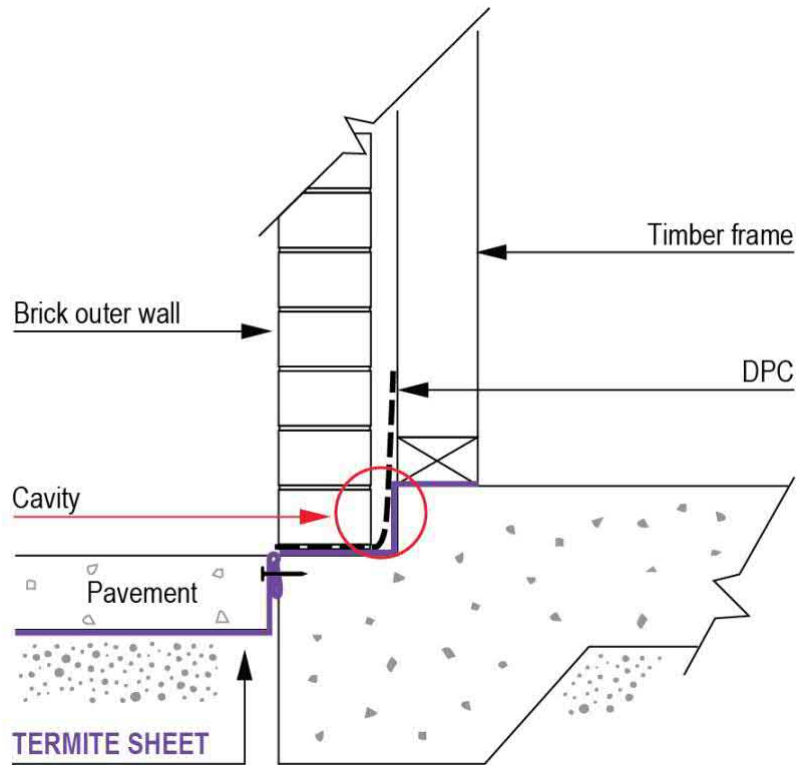 Timber frame
Brick outer wall
DPC
Cavity
Pavement
TERMITE SHEET